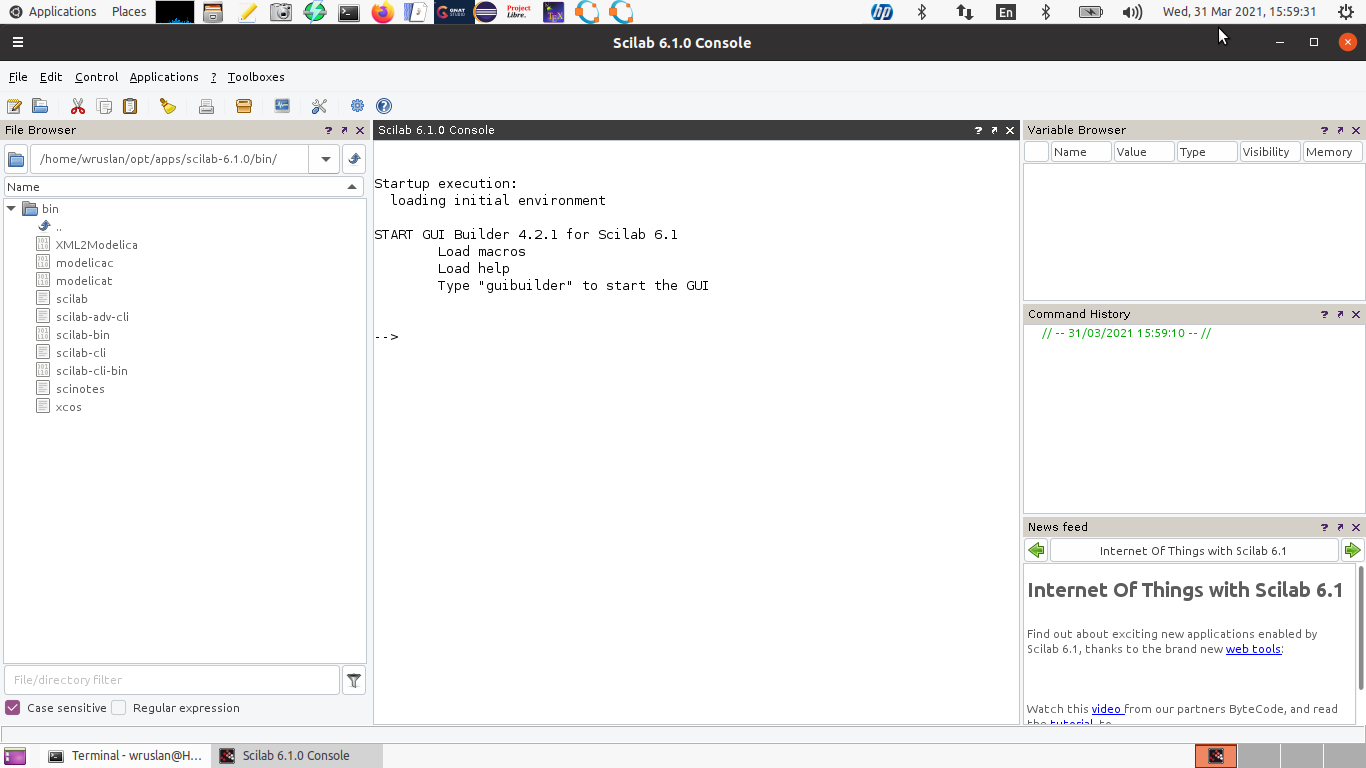 Applications Places GNAT STUDIO Project Libre. TeX En Wed, 31 Mar 2021, 15:59:31
Scilab 6.1.0 Console
File Edit Control Applications ? Toolboxes
File Browser
/home/wruslan/opt/apps/scilab-6.1.0/bin/
Name
bin
..
XML2Modelica
modelicac
modelicat
scilab
scilab-adv-cli
scilab-bin
scilab-cli
scilab-cli-bin
scinotes
xcos
File/directory filter
Case sensitive Regular expression
Scilab 6.1.0 Console
Startup execution:
loading initial environment
START GUI Builder 4.2.1 for Scilab 6.1
Load macros
Load help
Type "guibuilder" to start the GUI
-->
Variable Browser
Name Value Type Visibility Memory
Command History
// -- 31/03/2021 15:59:10 -- //
News feed
Internet Of Things with Scilab 6.1
Internet Of Things with Scilab 6.1
Find out about exciting new applications enabled by
Scilab 6.1, thanks to the brand new web tools:
Watch this video from our partners ByteCode, and read
the tutorial to
Terminal - wruslan@H... Scilab 6.1.0 Console